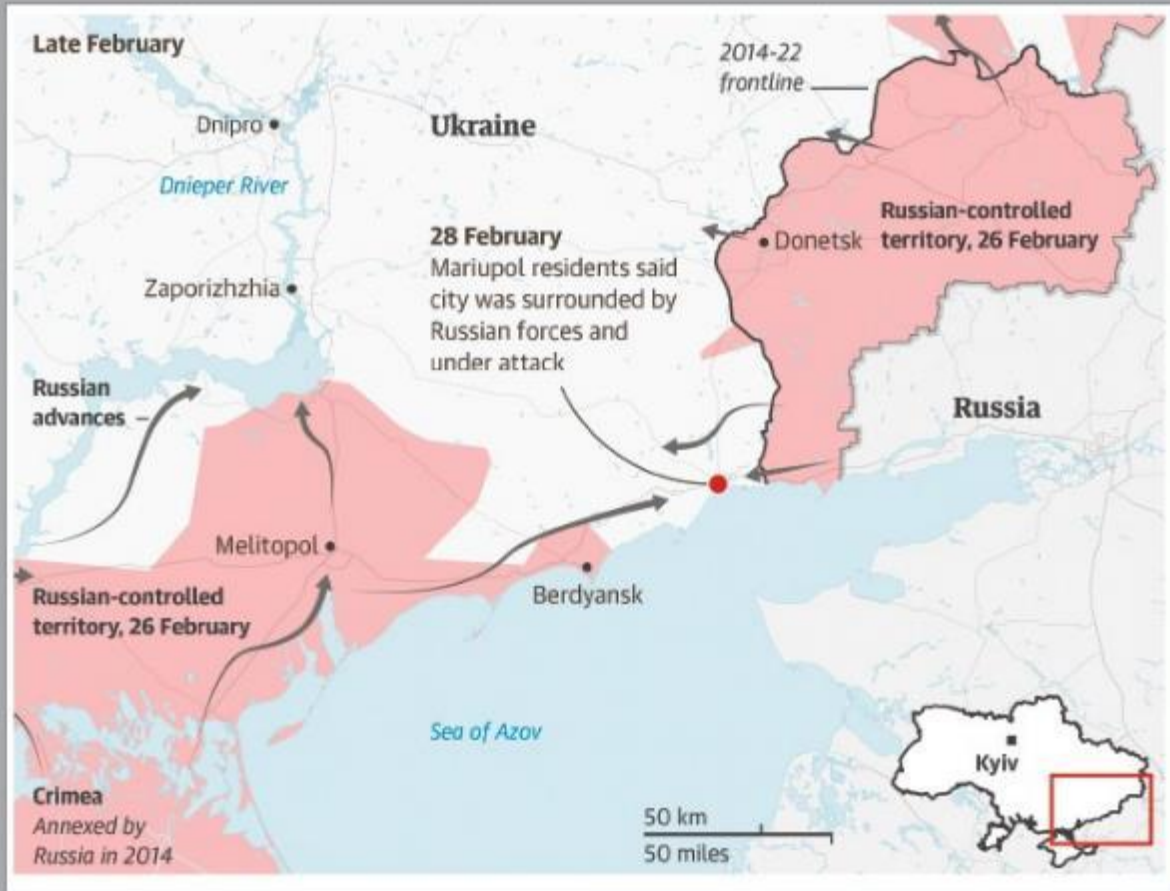 Late February
2014-22
frontline
Dnipro
Ukraine
Dnieper River
28 February
Mariupol residents said
city was surrounded by
Russian forces and
under attack
Donetsk
Russian-controlled
territory, 26 February
Zaporizhzhia
Russian
advances
Russia
Melitopol
Berdyansk
Russian-controlled
territory, 26 February
Sea of Azov
Kyiv
Crimea
Annexed by
Russia in 2014
50 km
50 miles